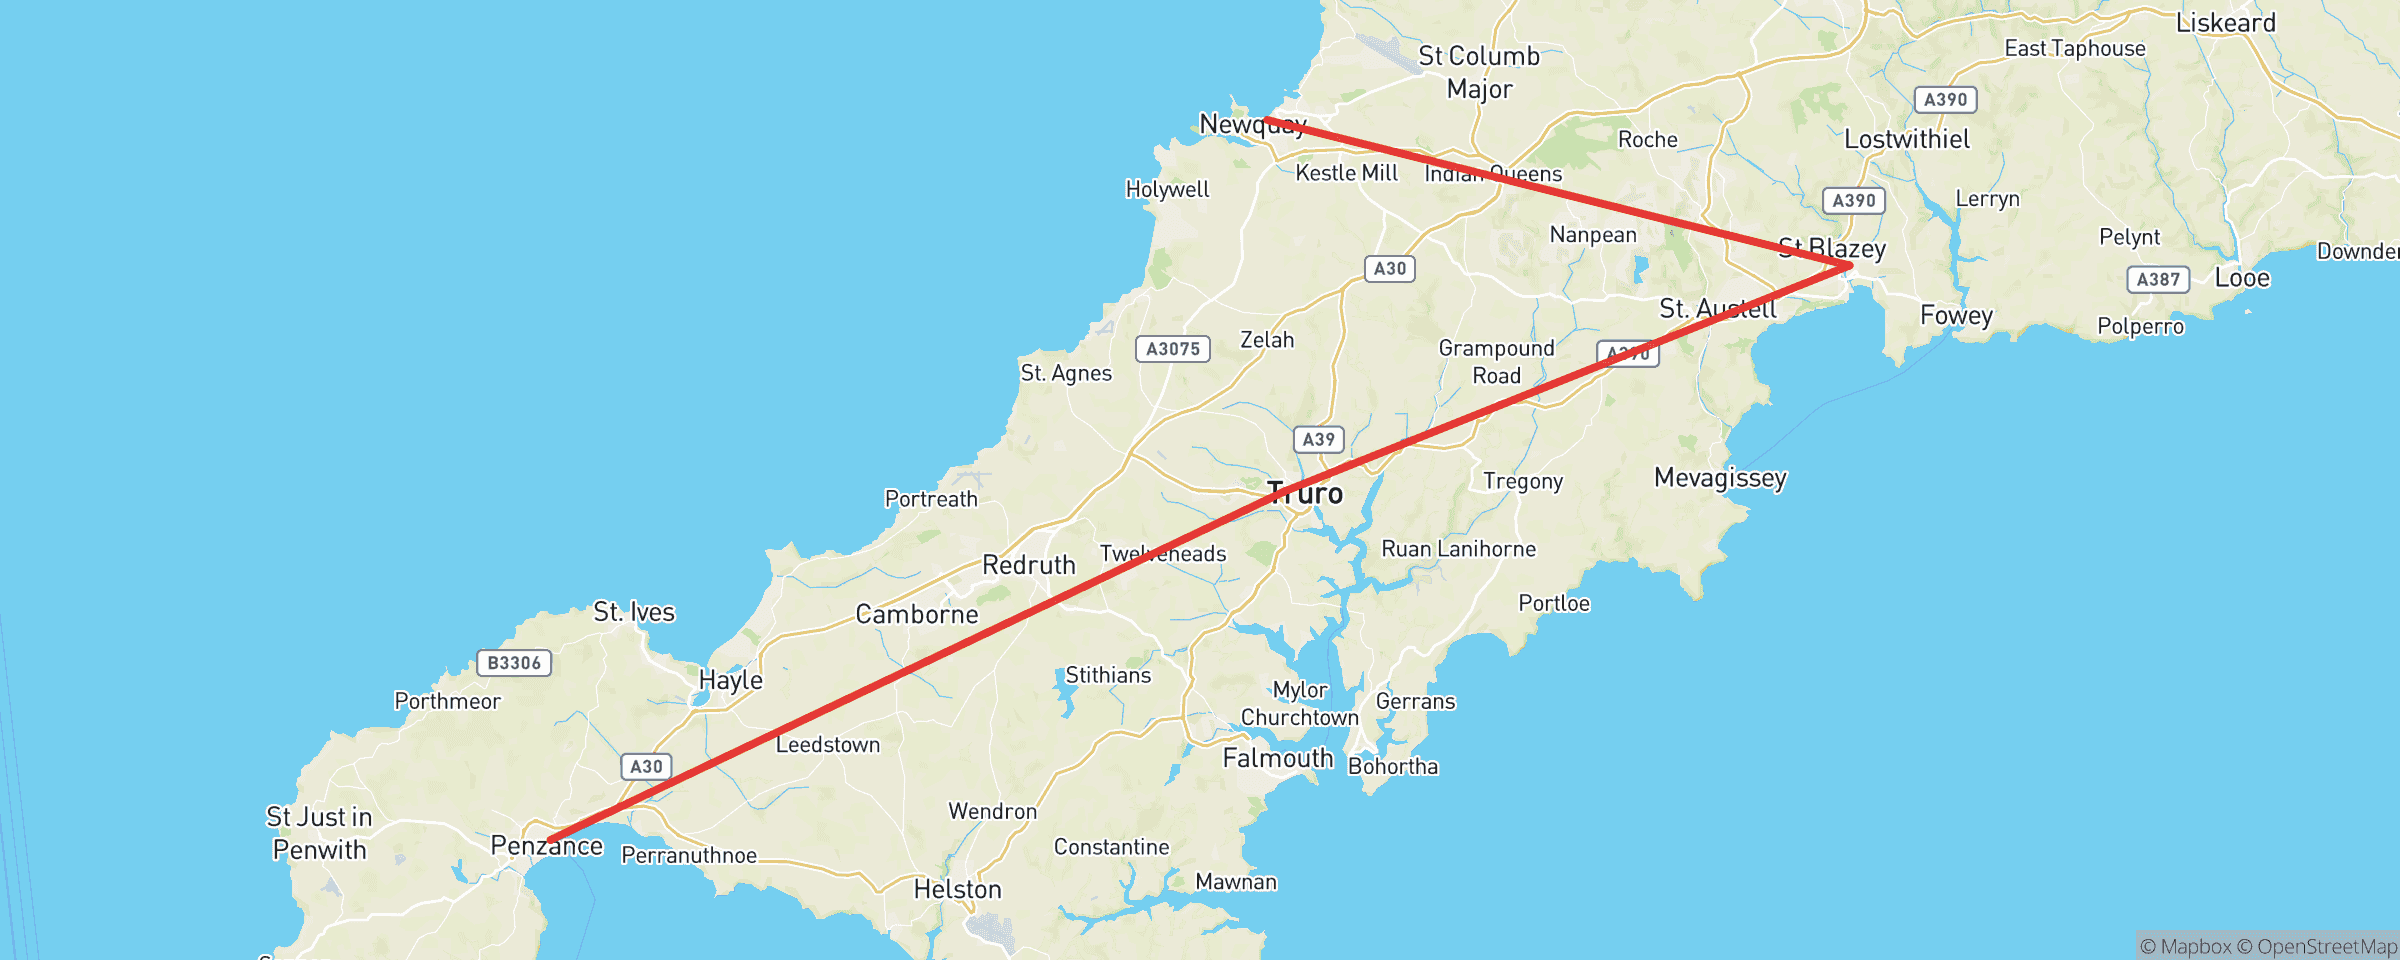 Liskeard
East Taphouse
St Columb
Major
A390
Newquay
Roche
Lostwithiel
Kestle Mill
Indian Queens
Holywell
A390
Lerryn
Nanpean
St Blazey
Pelynt
Downder
A30
A387
Looe
St. Austell
Fowey
Polperro
A3075
Zelah
Grampound
Road
A390
St. Agnes
A39
Portreath
Truro
Tregony
Mevagissey
Redruth
Twelveheads
Ruan Lanihorne
Camborne
St. Ives
Portloe
B3306
Hayle
Stithians
Porthmeor
Mylor
Churchtown
Gerrans
Leedstown
A30
Falmouth
Bohortha
St Just in
Penwith
Wendron
Penzance
Perranuthnoe
Constantine
Helston
Mawnan
© Mapbox © OpenStreetMap